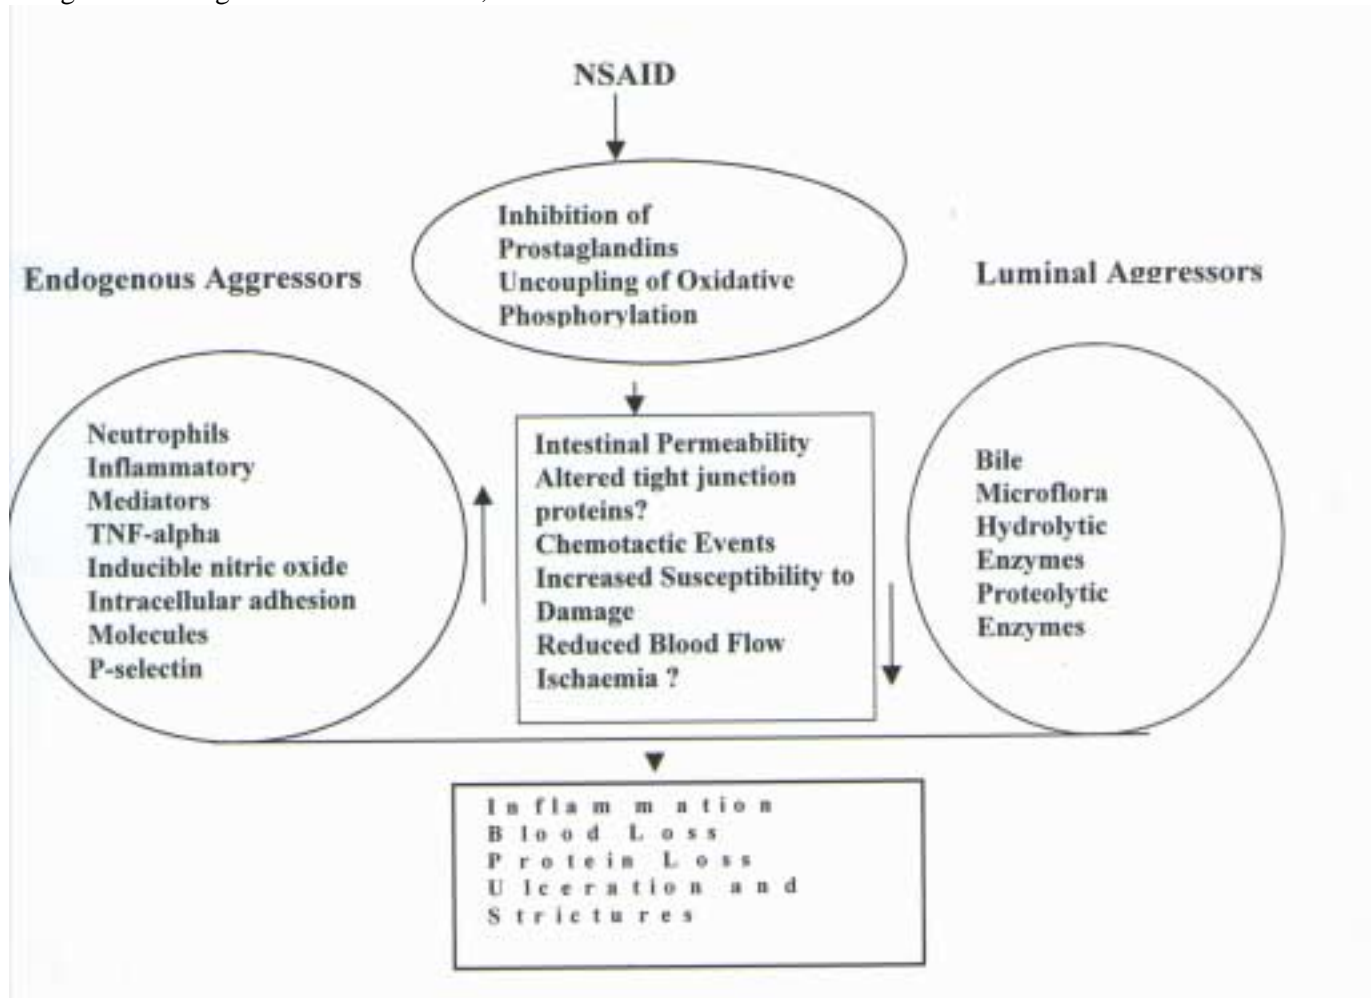 NSAID
Inhibition of
Prostaglandins
Uncoupling of Oxidative
Phosphorylation
Endogenous Aggressors
Luminal Aggressors
Neutrophils
Inflammatory
Mediators
TNF-alpha
Inducible nitric oxide
Intracellular adhesion
Molecules
P-selectin
Intestinal Permeability
Altered tight junction
proteins?
Chemotactic Events
Increased Susceptibility to
Damage
Reduced Blood Flow
Ischaemia ?
Bile
Microflora
Hydrolytic
Enzymes
Proteolytic
Enzymes
Inflammation
Blood Loss
Protein Loss
Ulceration and
Strictures